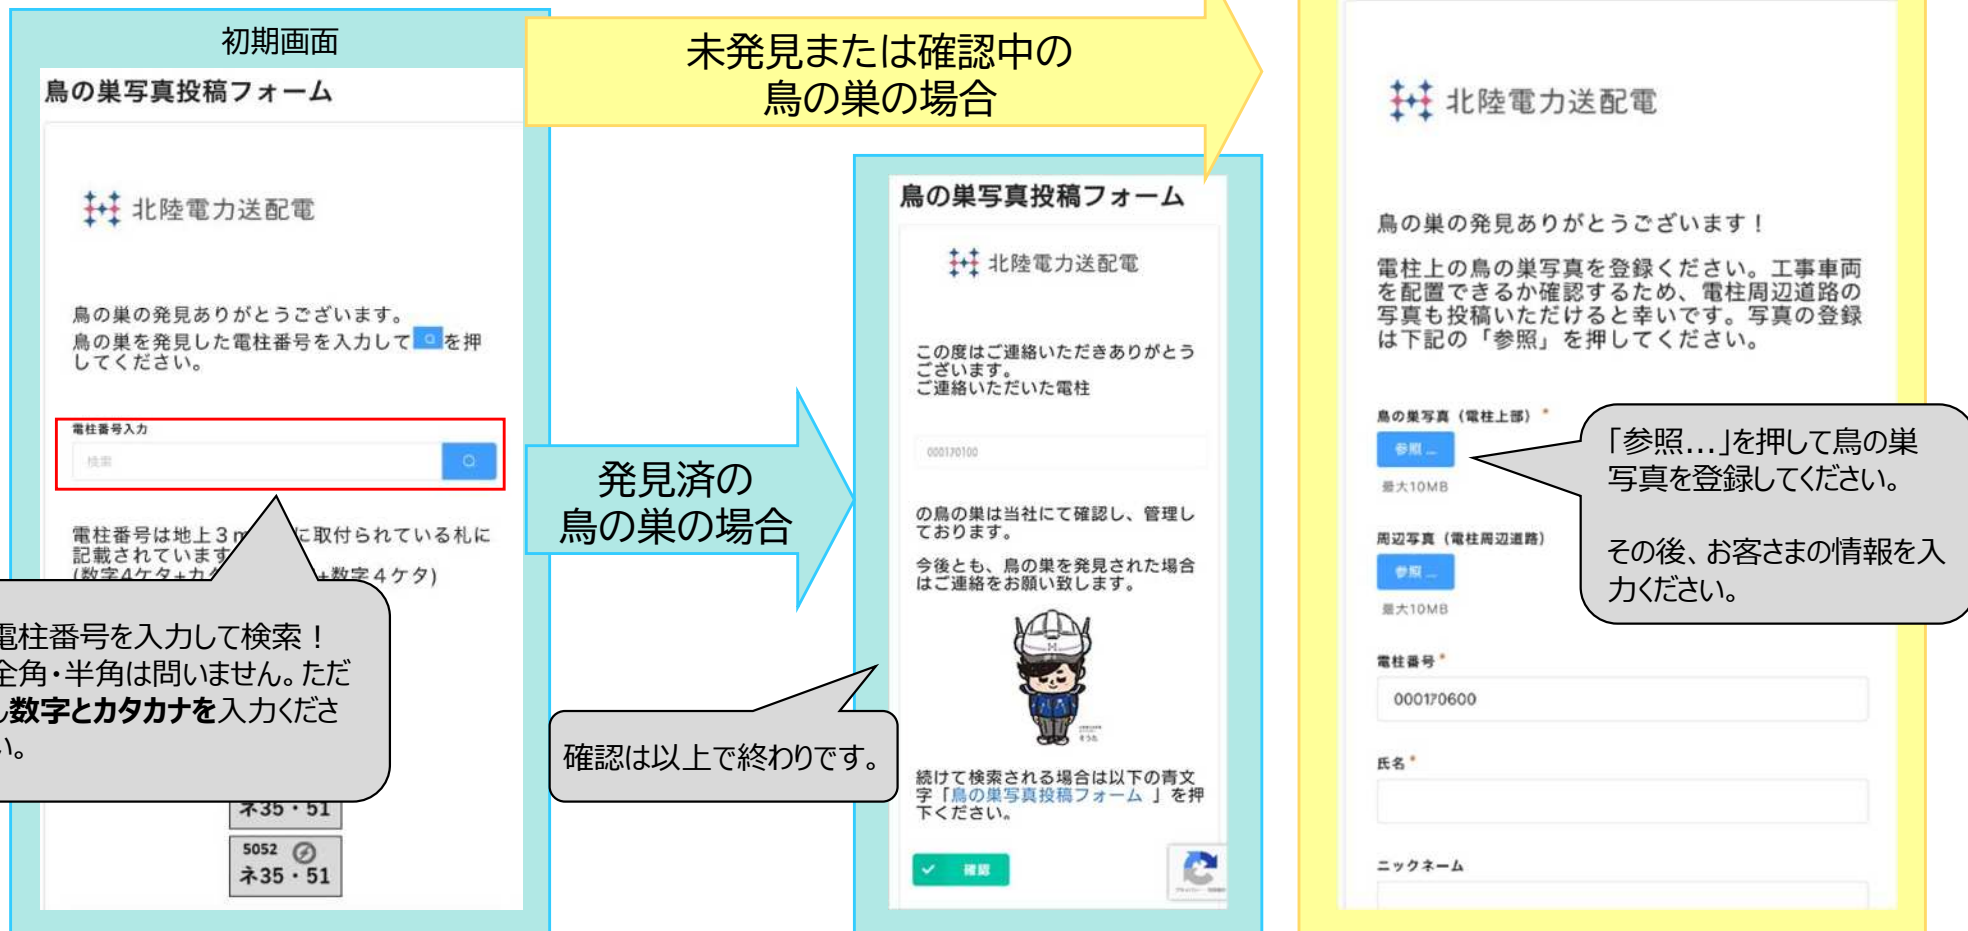 初期画面
鳥の巣写真投稿フォーム
北陸電力送配電
鳥の巣の発見ありがとうございます。
鳥の巣を発見した電柱番号を入力して を押
してください。
電柱番号入力
検索
電柱番号は地上3m に取付られている札に
記載されています
(数字4ケタ+カタ +数字4ケタ)
電柱番号を入力して検索！
全角・半角は問いません。ただ
し数字とカタカナを入力くださ
い。
ネ35・51
5052
ネ35・51
未発見または確認中の
鳥の巣の場合
発見済の
鳥の巣の場合
鳥の巣写真投稿フォーム
北陸電力送配電
この度はご連絡いただきありがとう
ございます。
ご連絡いただいた電柱
000170100
の鳥の巣は当社にて確認し、管理し
ております。
今後とも、鳥の巣を発見された場合
はご連絡をお願い致します。
確認は以上で終わりです。
続けて検索される場合は以下の青文
字「鳥の巣写真投稿フォーム 」を押
下ください。
確認
北陸電力送配電
鳥の巣の発見ありがとうございます！
電柱上の鳥の巣写真を登録ください。工事車両
を配置できるか確認するため、電柱周辺道路の
写真も投稿いただけると幸いです。写真の登録
は下記の「参照」を押してください。
鳥の巣写真（電柱上部）*
参照 ...
最大10MB
周辺写真（電柱周辺道路）
参照 ...
最大10MB
「参照...」を押して鳥の巣
写真を登録してください。
その後、お客さまの情報を入
力ください。
電柱番号*
000170600
氏名*
ニックネーム